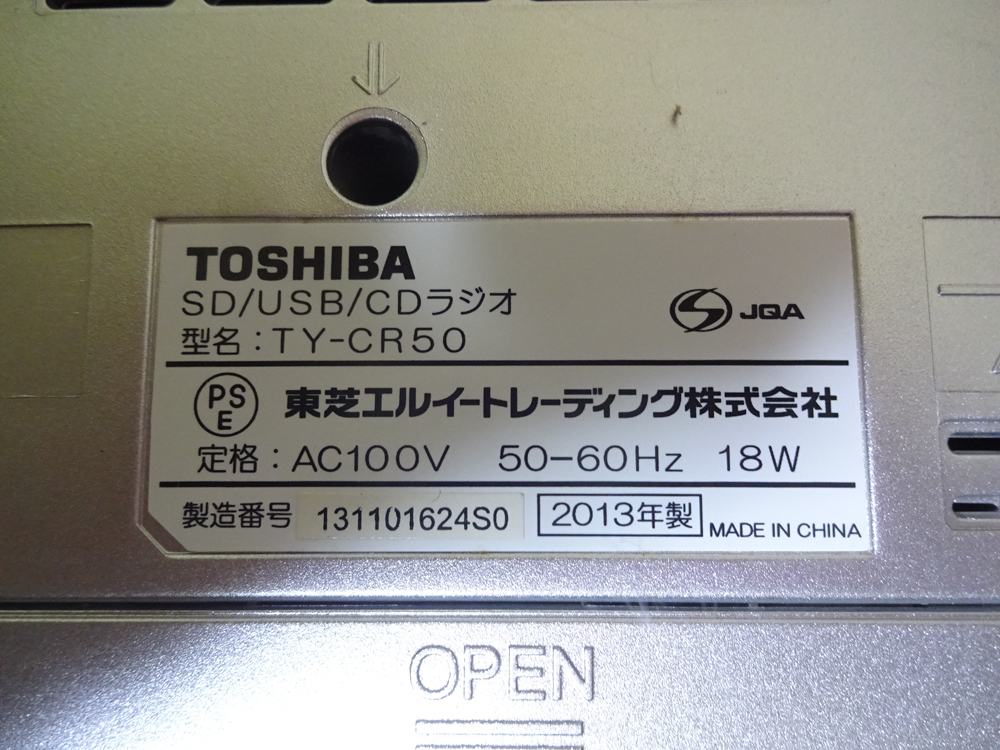 TOSHIBA
SD/USB/CDラジオ
型名:TY-CR50
JQA
PS
E
東芝エルイートレーディング株式会社
定格:AC100V 50-60Hz 18W
製造番号 131101624S0 2013年製 MADE IN CHINA
OPEN